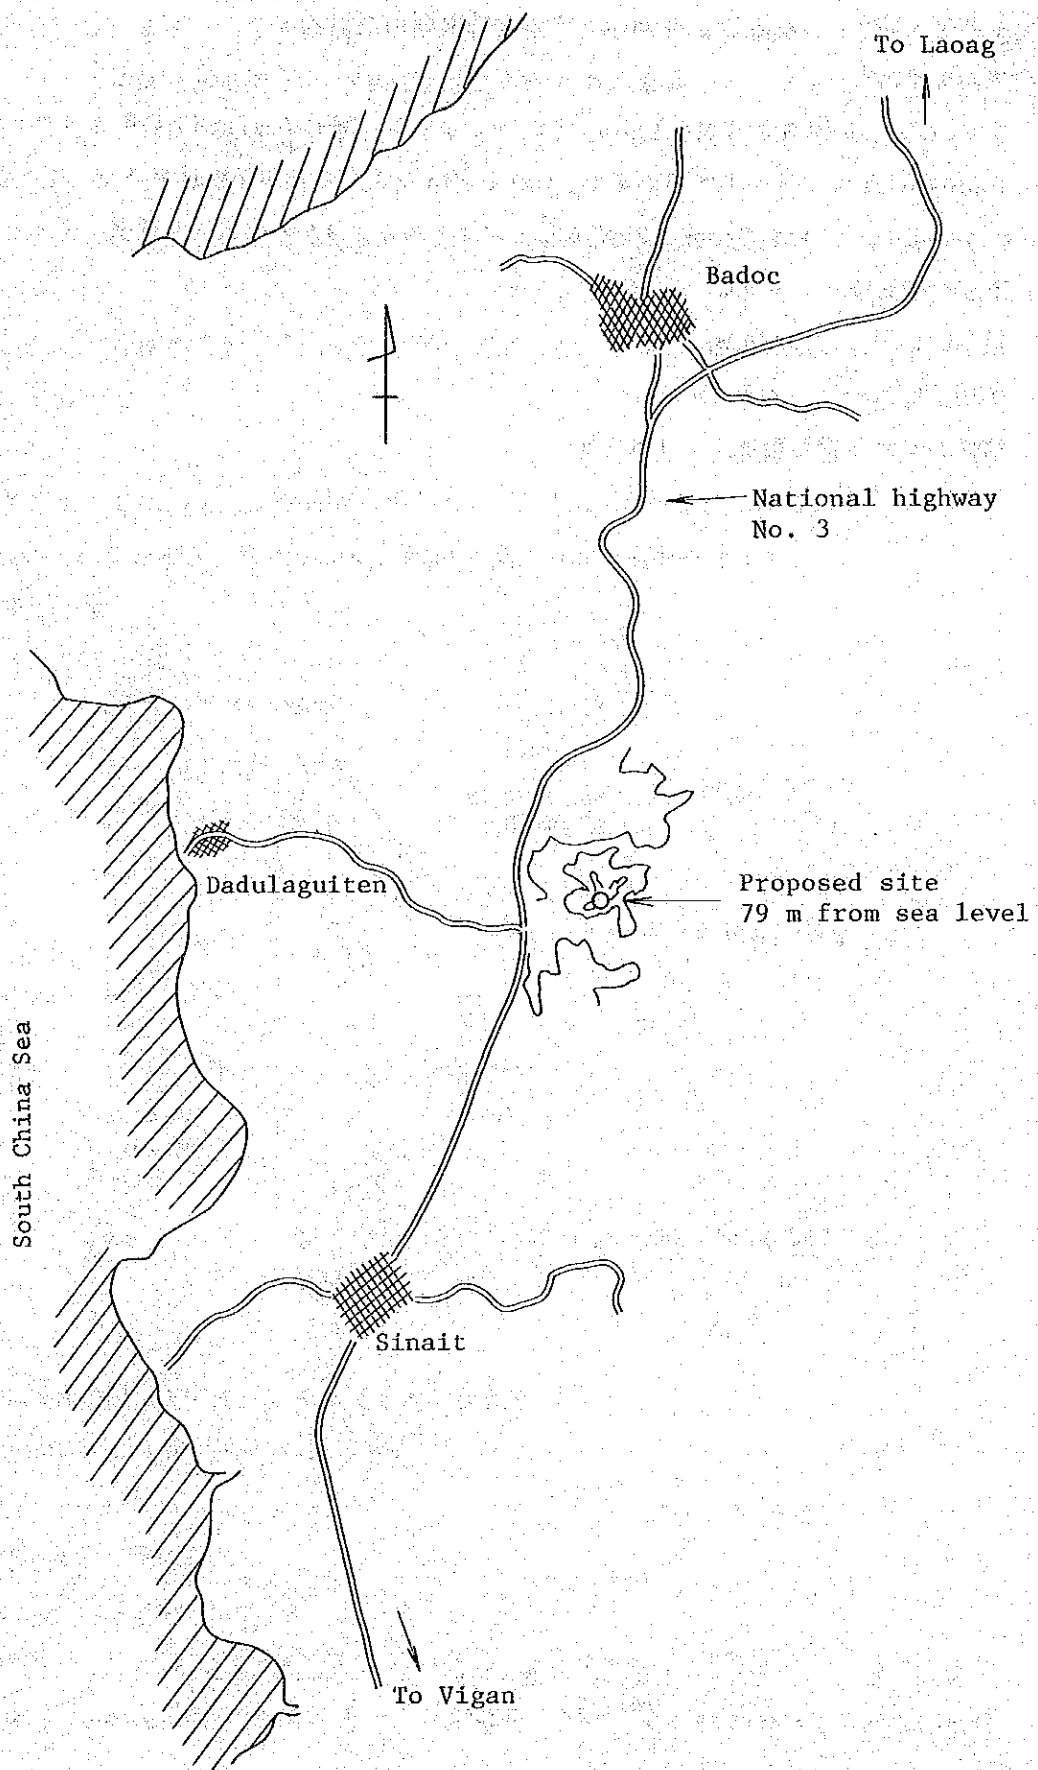 To Laoag
Badoc
National highway
No. 3
Dadulaguiten
Proposed site
79 m from sea level
South China Sea
Sinait
To Vigan